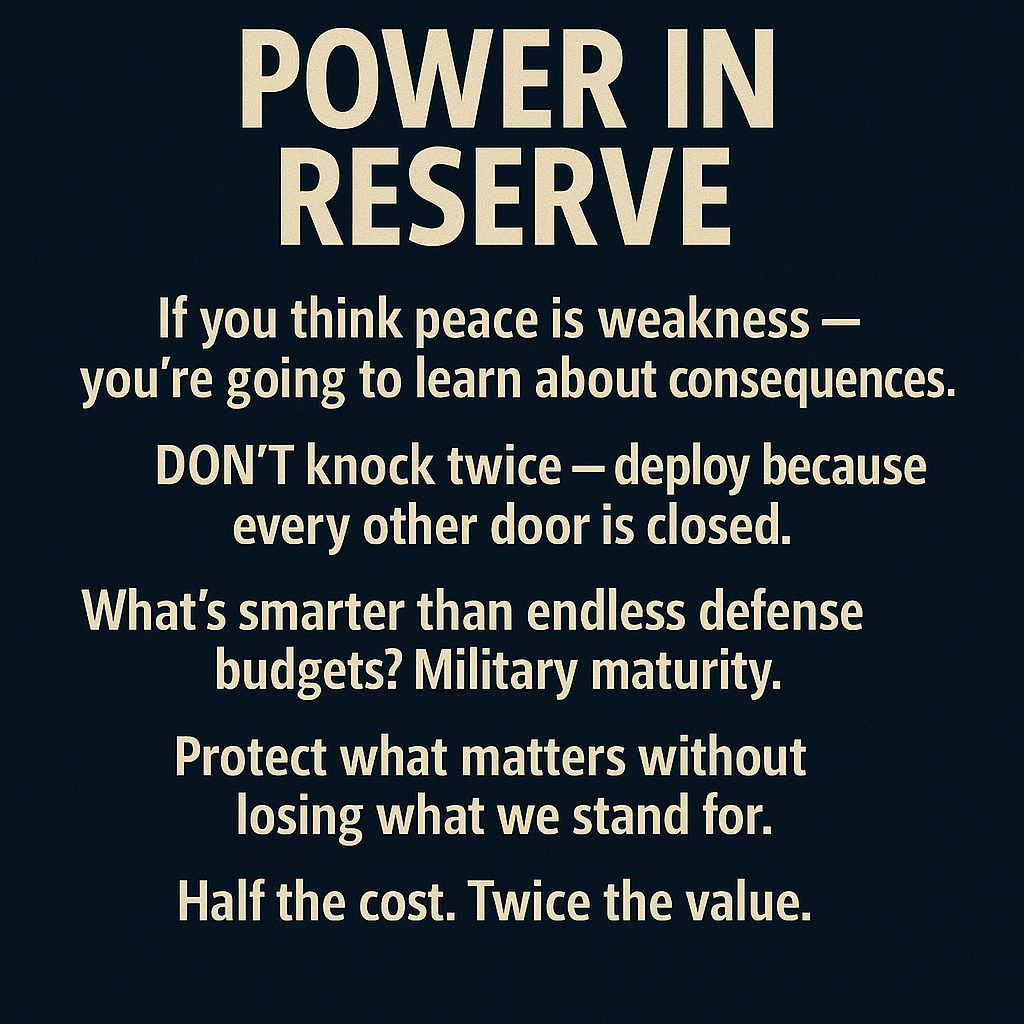 POWER IN
RESERVE
If you think peace is weakness —
you're going to learn about consequences.
DON'T knock twice — deploy because
every other door is closed.
What's smarter than endless defense
budgets? Military maturity.
Protect what matters without
losing what we stand for.
Half the cost. Twice the value.